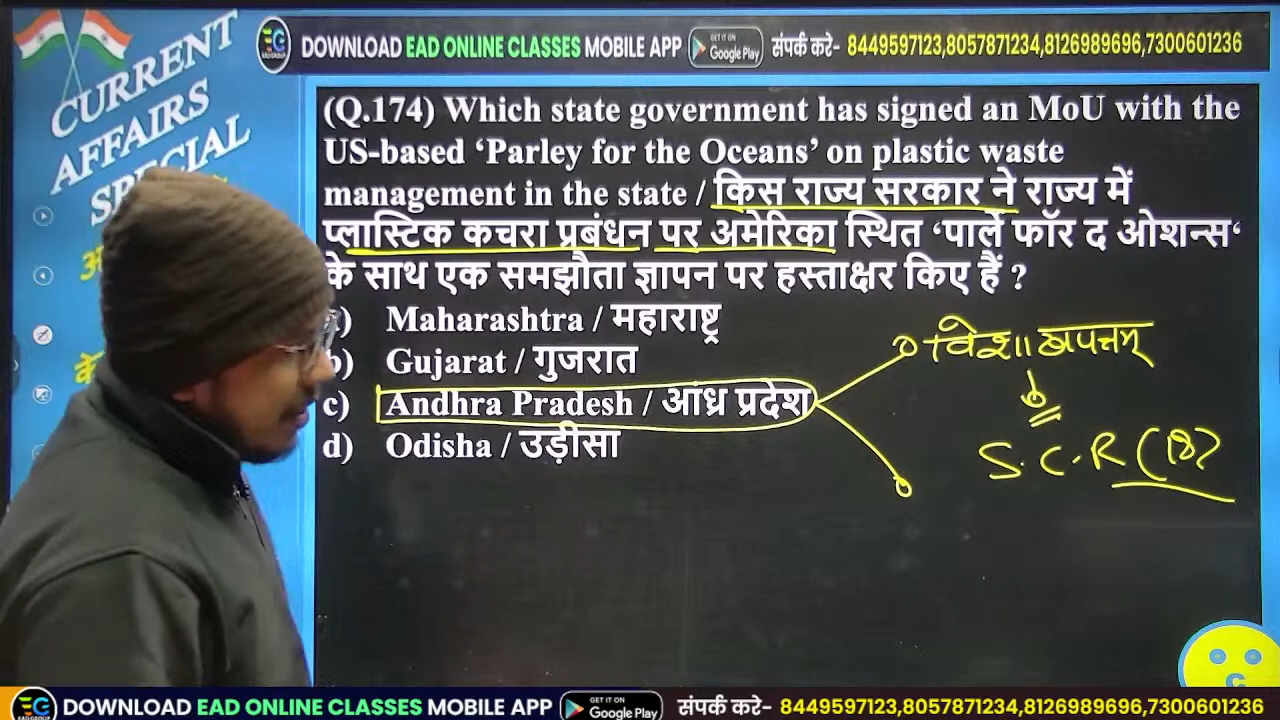 CURRENT
AFFAIRS
SPECIAL
DOWNLOAD EAD ONLINE CLASSES MOBILE APP GET IT ON Google Play संपर्क करे- 8449597123,8057871234,8126989696,7300601236
(Q.174) Which state government has signed an MoU with the
US-based ‘Parley for the Oceans’ on plastic waste
management in the state / किस राज्य सरकार ने राज्य में
प्लास्टिक कचरा प्रबंधन पर अमेरिका स्थित ‘पार्ले फॉर द ओशन्स‘
के साथ एक समझौता ज्ञापन पर हस्ताक्षर किए हैं ?
a) Maharashtra / महाराष्ट्र
b) Gujarat / गुजरात
c) Andhra Pradesh / आंध्र प्रदेश
d) Odisha / उड़ीसा
S.C.R (18)
DOWNLOAD EAD ONLINE CLASSES MOBILE APP GET IT ON Google Play संपर्क करे- 8449597123,8057871234,8126989696,7300601236